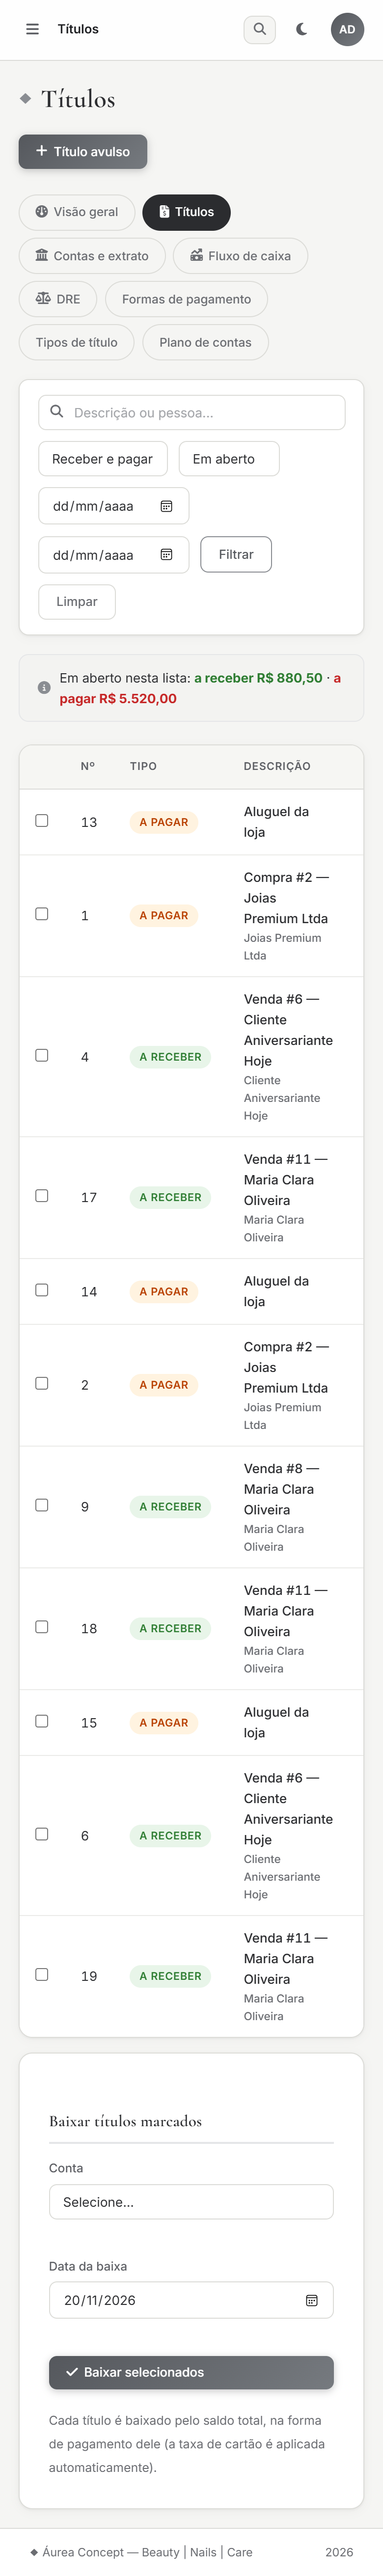 Títulos
AD
Títulos
Título avulso
Visão geral
Títulos
Contas e extrato
Fluxo de caixa
DRE
Formas de pagamento
Tipos de título
Plano de contas
Descrição ou pessoa...
Receber e pagar
Em aberto
dd/mm/aaaa
dd/mm/aaaa
Filtrar
Limpar
Em aberto nesta lista: a receber R$ 880,50 · a
pagar R$ 5.520,00
Nº TIPO DESCRIÇÃO
13 A PAGAR Aluguel da
loja
1 A PAGAR Compra #2 —
Joias
Premium Ltda
Joias Premium
Ltda
4 A RECEBER Venda #6 —
Cliente
Aniversariante
Hoje
Cliente
Aniversariante
Hoje
17 A RECEBER Venda #11 —
Maria Clara
Oliveira
Maria Clara
Oliveira
14 A PAGAR Aluguel da
loja
2 A PAGAR Compra #2 —
Joias
Premium Ltda
Joias Premium
Ltda
9 A RECEBER Venda #8 —
Maria Clara
Oliveira
Maria Clara
Oliveira
18 A RECEBER Venda #11 —
Maria Clara
Oliveira
Maria Clara
Oliveira
15 A PAGAR Aluguel da
loja
6 A RECEBER Venda #6 —
Cliente
Aniversariante
Hoje
Cliente
Aniversariante
Hoje
19 A RECEBER Venda #11 —
Maria Clara
Oliveira
Maria Clara
Oliveira
Baixar títulos marcados
Conta
Selecione...
Data da baixa
20/11/2026
Baixar selecionados
Cada título é baixado pelo saldo total, na forma
de pagamento dele (a taxa de cartão é aplicada
automaticamente).
Áurea Concept — Beauty | Nails | Care 2026